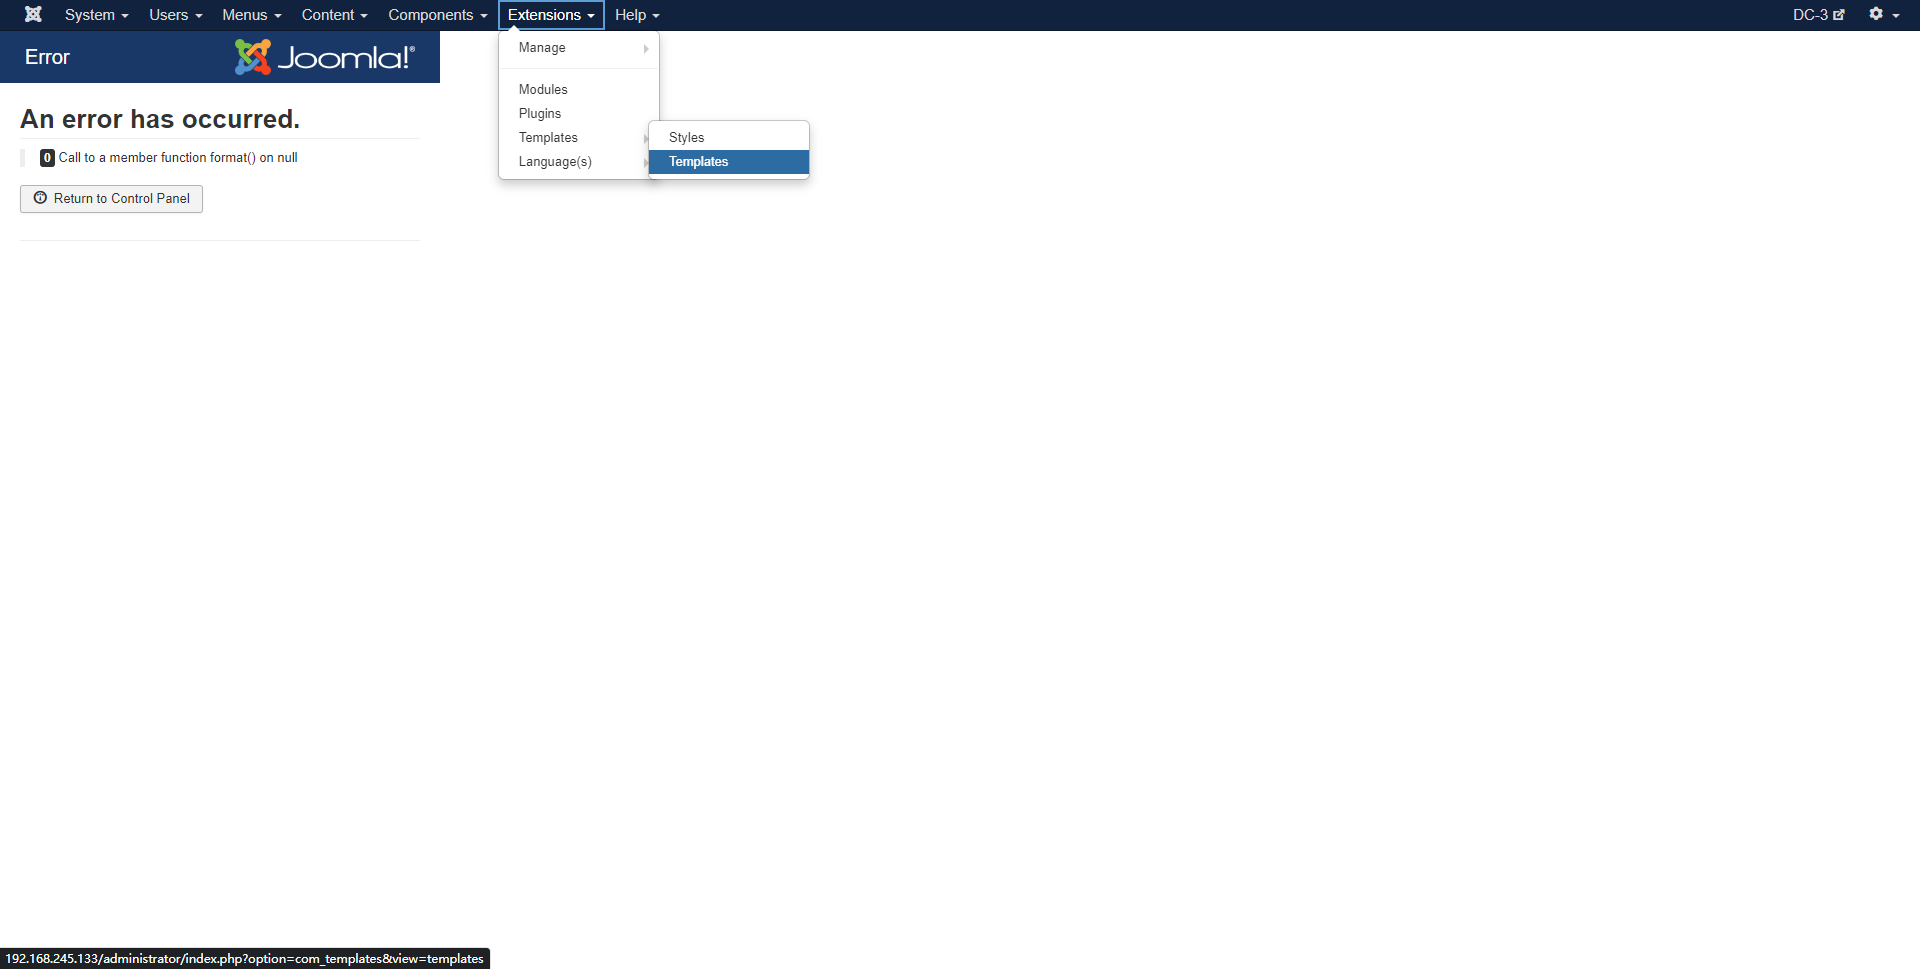 System Users Menus Content Components Extensions Help DC-3
Error Joomla!®
Manage
Modules
Plugins
Templates
Language(s)
Styles
Templates
An error has occurred.
0 Call to a member function format() on null
Return to Control Panel
192.168.245.133/administrator/index.php?option=com_templates&view=templates